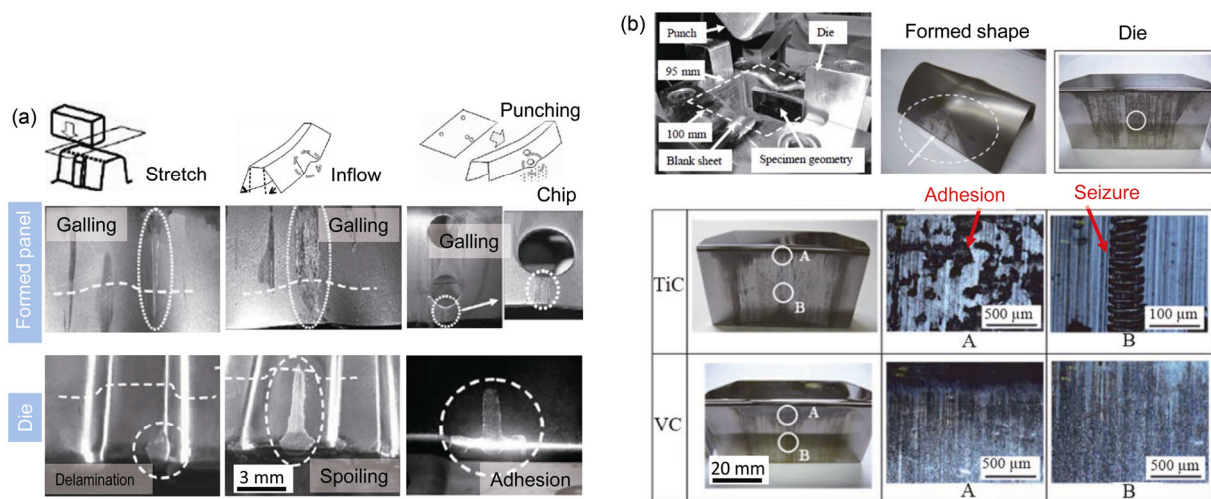 (a)
Stretch
Inflow
Punching
Chip
Formed panel
Galling
Galling
Galling
Die
Delamination
3 mm
Spoiling
Adhesion
(b)
Punch
Die
95 mm
100 mm
Blank sheet
Specimen geometry
Formed shape
Die
Adhesion
Seizure
TiC
A
B
500 µm
A
100 µm
B
VC
A
B
20 mm
500 µm
A
500 µm
B